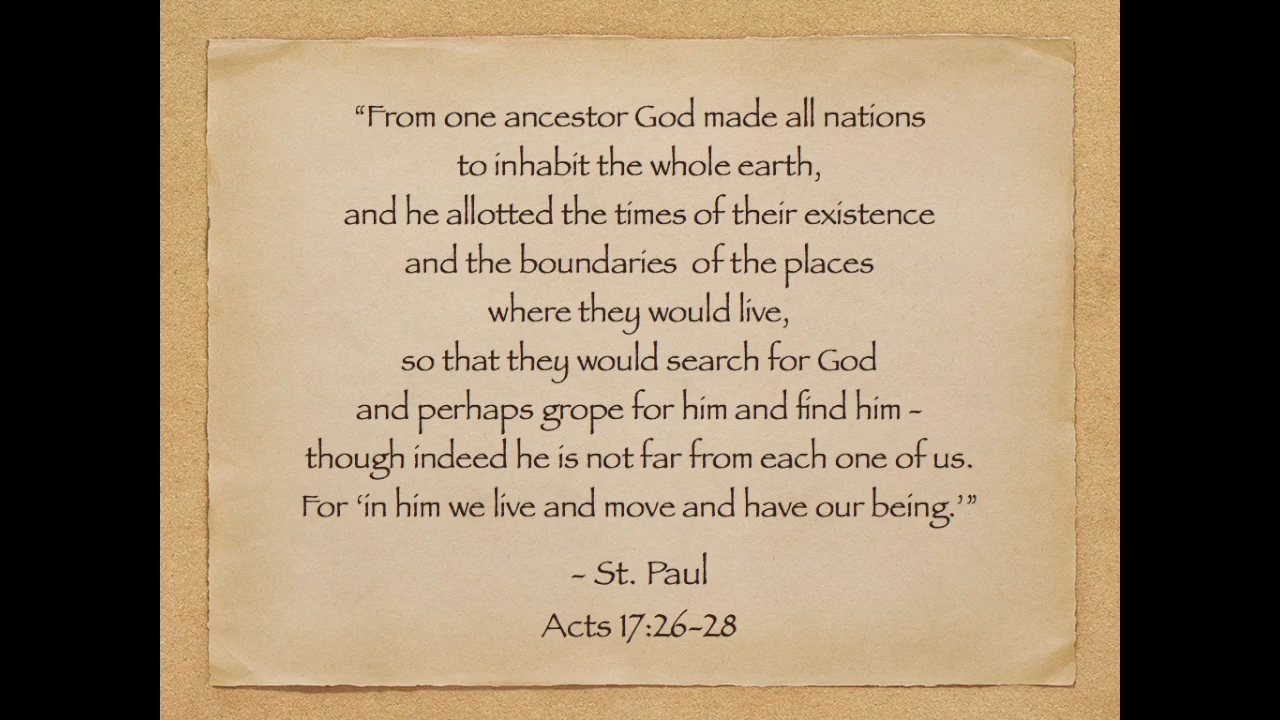 “From one ancestor God made all nations
to inhabit the whole earth,
and he allotted the times of their existence
and the boundaries  of the places
where they would live,
so that they would search for God
and perhaps grope for him and find him –
though indeed he is not far from each one of us.
For ‘in him we live and move and have our being.’”
– St. Paul
Acts 17:26–28